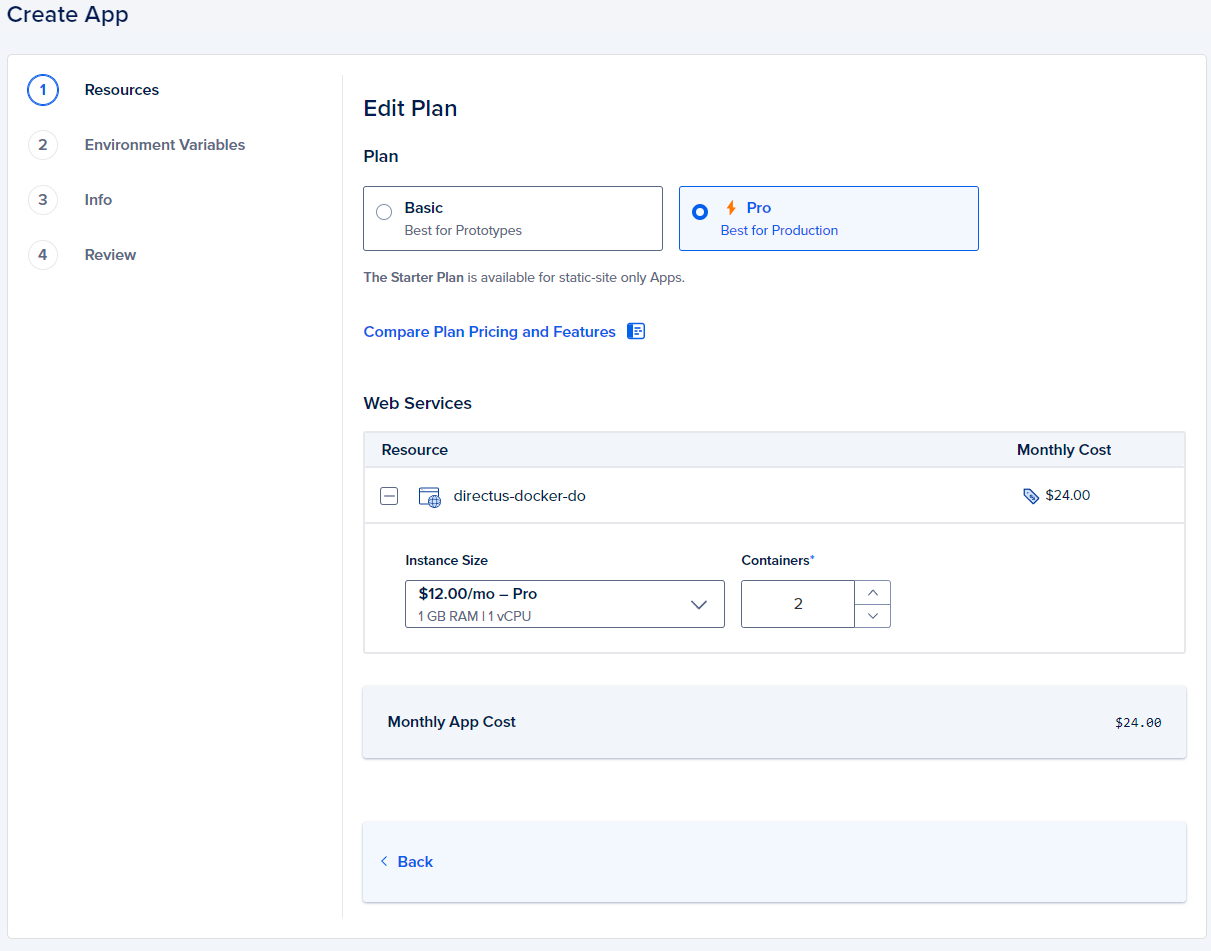 Create App
1 Resources
2 Environment Variables
3 Info
4 Review
Edit Plan
Plan
Basic
Best for Prototypes
Pro
Best for Production
The Starter Plan is available for static-site only Apps.
Compare Plan Pricing and Features
Web Services
Resource Monthly Cost
directus-docker-do $24.00
Instance Size Containers*
$12.00/mo – Pro
1 GB RAM | 1 vCPU
2
Monthly App Cost $24.00
Back